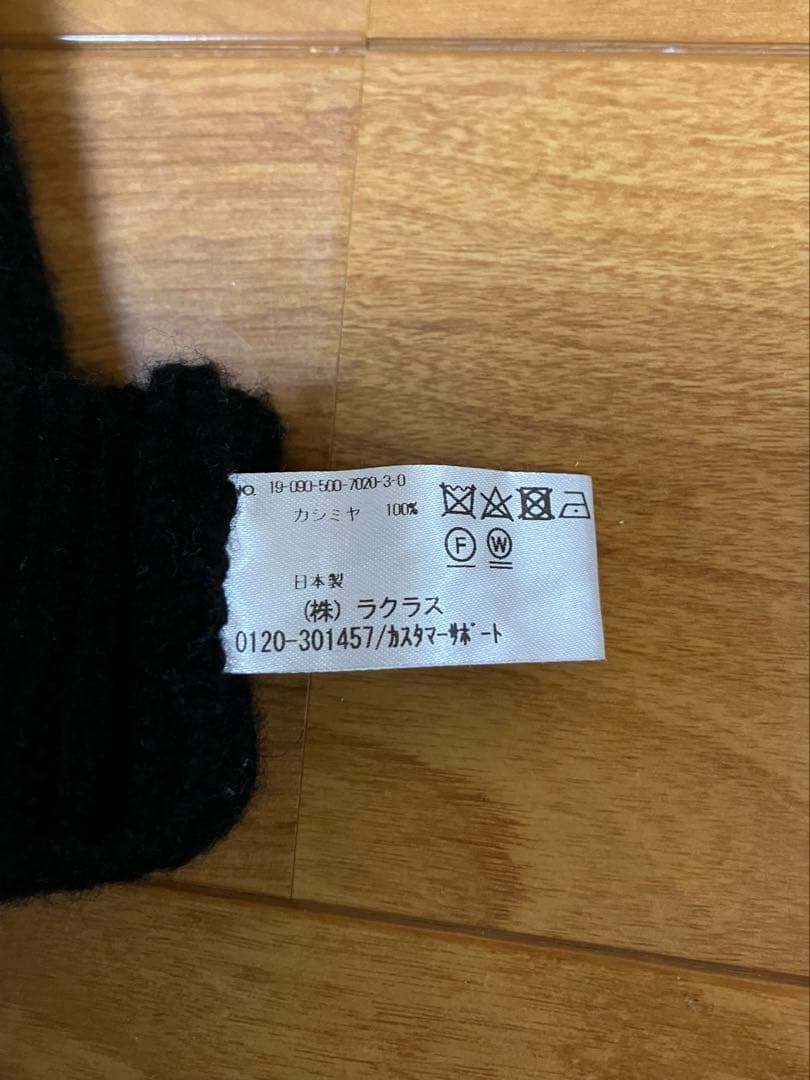 NO. 19-090-500-7020-3-0
カシミヤ 100%
F W
日本製
(株) ラクラス
0120-301457/ｶｽﾀﾏｰｻﾎﾟｰﾄ